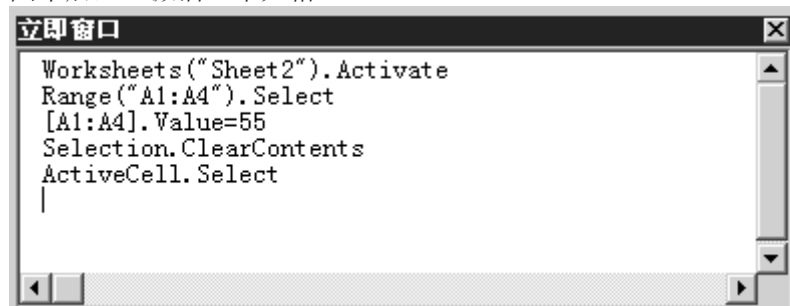 立即窗口
Worksheets("Sheet2").Activate
Range("A1:A4").Select
[A1:A4].Value=55
Selection.ClearContents
ActiveCell.Select